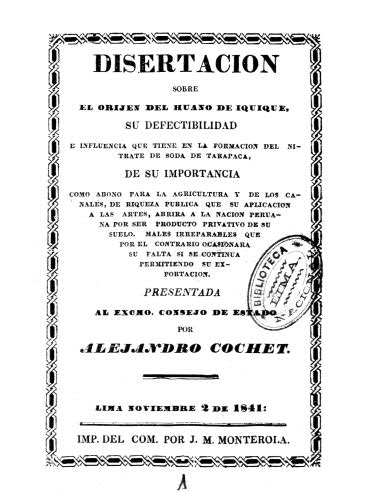 DISERTACION
SOBRE
EL ORIJEN DEL HUANO DE IQUIQUE,
SU DEFECTIBILIDAD
E INFLUENCIA QUE TIENE EN LA FORMACION DEL NI-
TRATE DE SODA DE TARAPACA,
DE SU IMPORTANCIA
COMO ABONO PARA LA AGRICULTURA Y DE LOS CA-
NALES, DE RIQUEZA PUBLICA QUE SU APLICACION
A LAS ARTES, ABRIRA A LA NACION PERUA-
NA POR SER PRODUCTO PRIVATIVO DE SU
SUELO. MALES IRREPARABLES QUE
POR EL CONTRARIO OCASIONARA
SU FALTA SI SE CONTINUA
PERMITIENDO SU EX-
PORTACION.
PRESENTADA
AL EXCMO. CONSEJO DE ESTADO
POR
ALEJANDRO COCHET.
LIMA NOVIEMBRE 2 DE 1841:
IMP. DEL COM. POR J. M. MONTEROLA.
BIBLIOTECA
LIMA
A